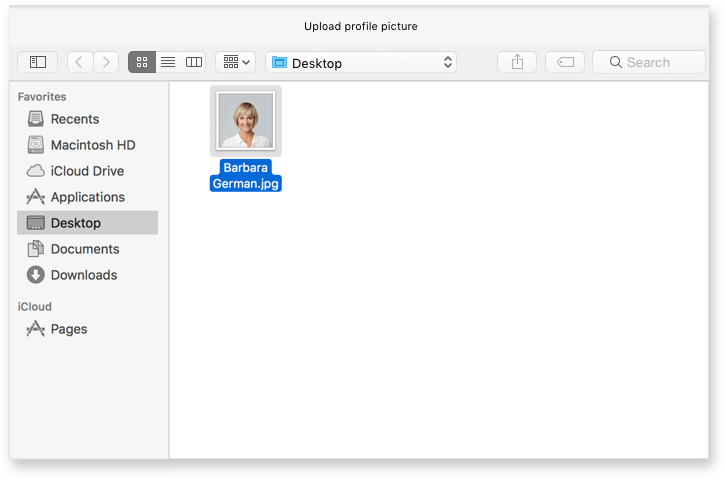 Upload profile picture
Desktop
Search
Favorites
Recents
Macintosh HD
iCloud Drive
Applications
Desktop
Documents
Downloads
iCloud
Pages
Barbara
German.jpg